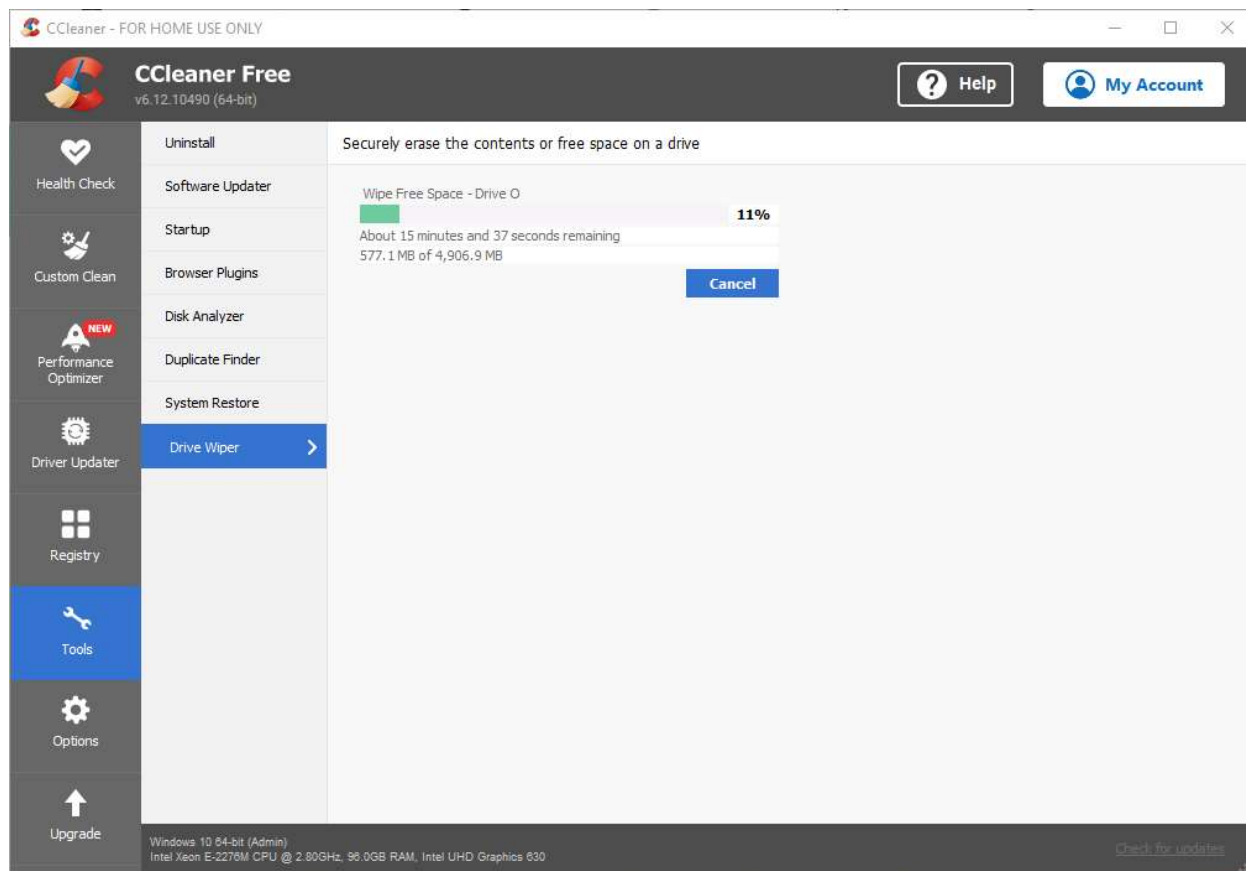 CCleaner - FOR HOME USE ONLY
CCleaner Free
v6.12.10490 (64-bit)
Help
My Account
Health Check
Custom Clean
NEW
Performance
Optimizer
Driver Updater
Registry
Tools
Options
Upgrade
Uninstall
Software Updater
Startup
Browser Plugins
Disk Analyzer
Duplicate Finder
System Restore
Drive Wiper
Securely erase the contents or free space on a drive
Wipe Free Space - Drive O
11%
About 15 minutes and 37 seconds remaining
577.1 MB of 4,906.9 MB
Cancel
Windows 10 64-bit (Admin)
Intel Xeon E-2276M CPU @ 2.80GHz, 96.0GB RAM, Intel UHD Graphics 630
Check for updates